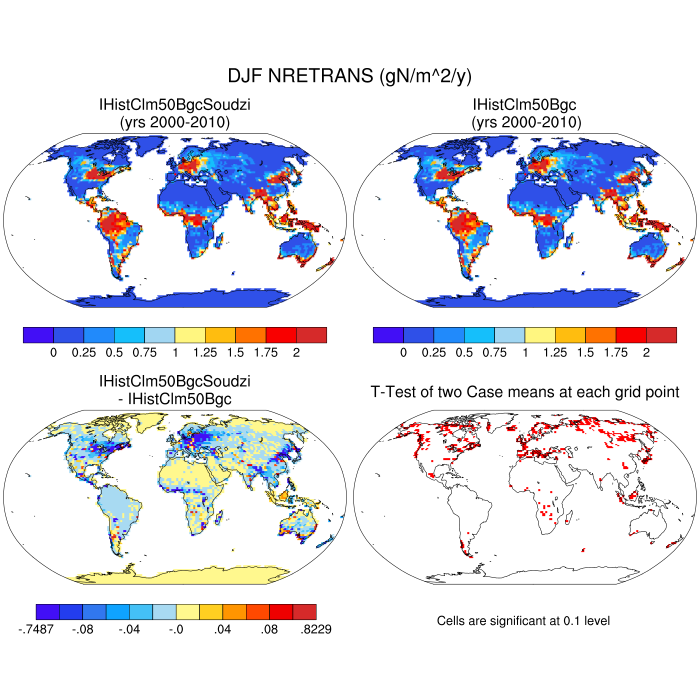 DJF NRETRANS (gN/m^2/y)
IHistClm50BgcSoudzi
(yrs 2000-2010)
IHistClm50Bgc
(yrs 2000-2010)
0 0.25 0.5 0.75 1 1.25 1.5 1.75 2
0 0.25 0.5 0.75 1 1.25 1.5 1.75 2
IHistClm50BgcSoudzi
- IHistClm50Bgc
T-Test of two Case means at each grid point
-.7487 -.08 -.04 -.0 .04 .08 .8229
Cells are significant at 0.1 level